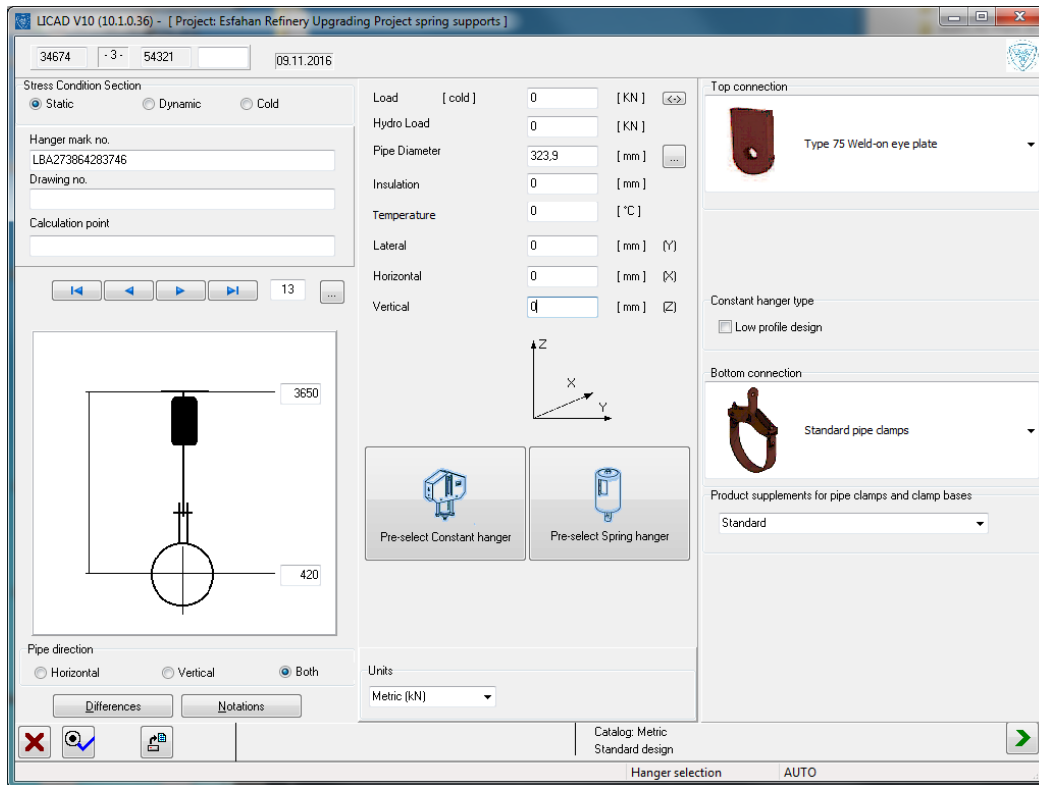 LICAD V10 (10.1.0.36) - [ Project: Esfahan Refinery Upgrading Project spring supports ]
34674 - 3 - 54321 09.11.2016
Stress Condition Section
Static Dynamic Cold
Hanger mark no.
LBA273864283746
Drawing no.
Calculation point
13 ...
3650
420
Pipe direction
Horizontal Vertical Both
Differences Notations
Load [ cold ] 0 [ KN ] <->
Hydro Load 0 [ KN ]
Pipe Diameter 323,9 [ mm ] ...
Insulation 0 [ mm ]
Temperature 0 [ °C ]
Lateral 0 [ mm ] (Y)
Horizontal 0 [ mm ] (X)
Vertical 0 [ mm ] (Z)
Z
X
Y
Pre-select Constant hanger Pre-select Spring hanger
Units
Metric (kN)
Top connection
Type 75 Weld-on eye plate
Constant hanger type
Low profile design
Bottom connection
Standard pipe clamps
Product supplements for pipe clamps and clamp bases
Standard
Catalog: Metric
Standard design
Hanger selection AUTO